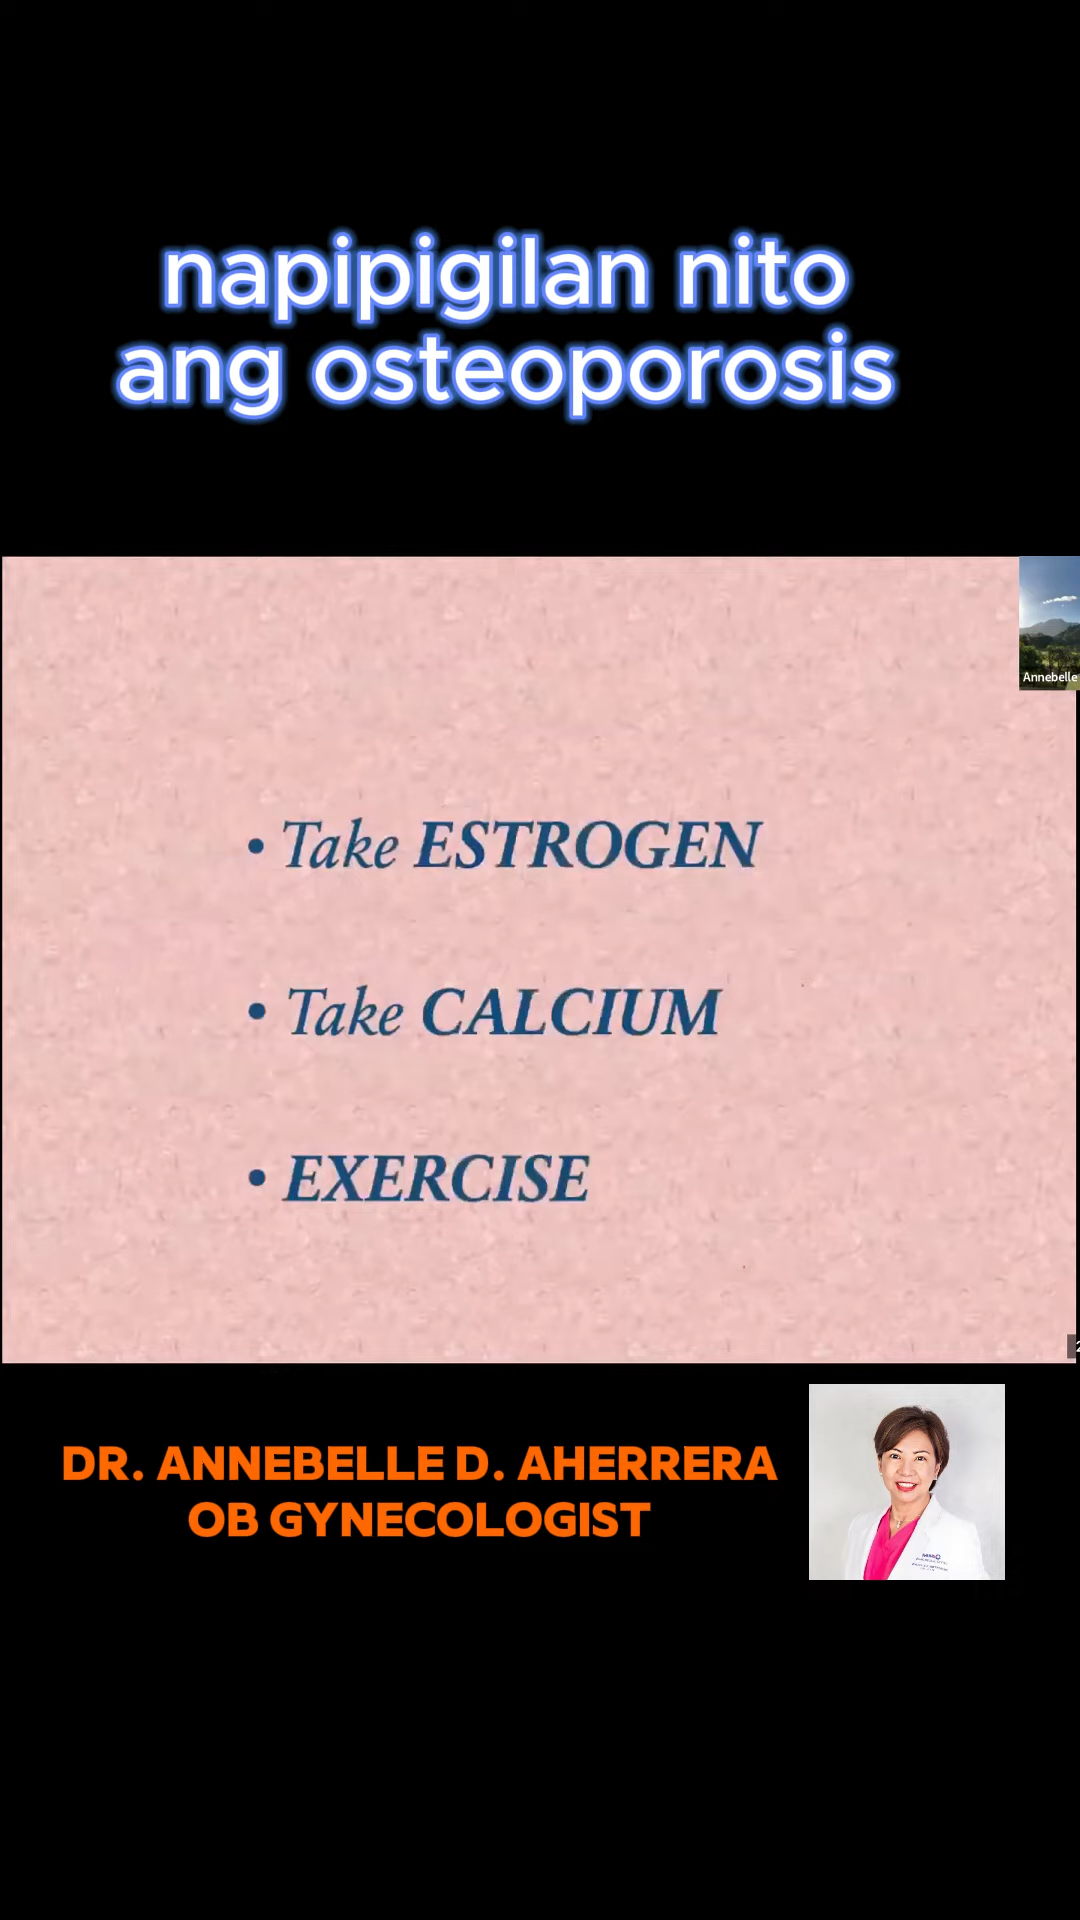 napipigilan nito
ang osteoporosis
Annebelle
• Take ESTROGEN
• Take CALCIUM
• EXERCISE
DR. ANNEBELLE D. AHERRERA
OB GYNECOLOGIST